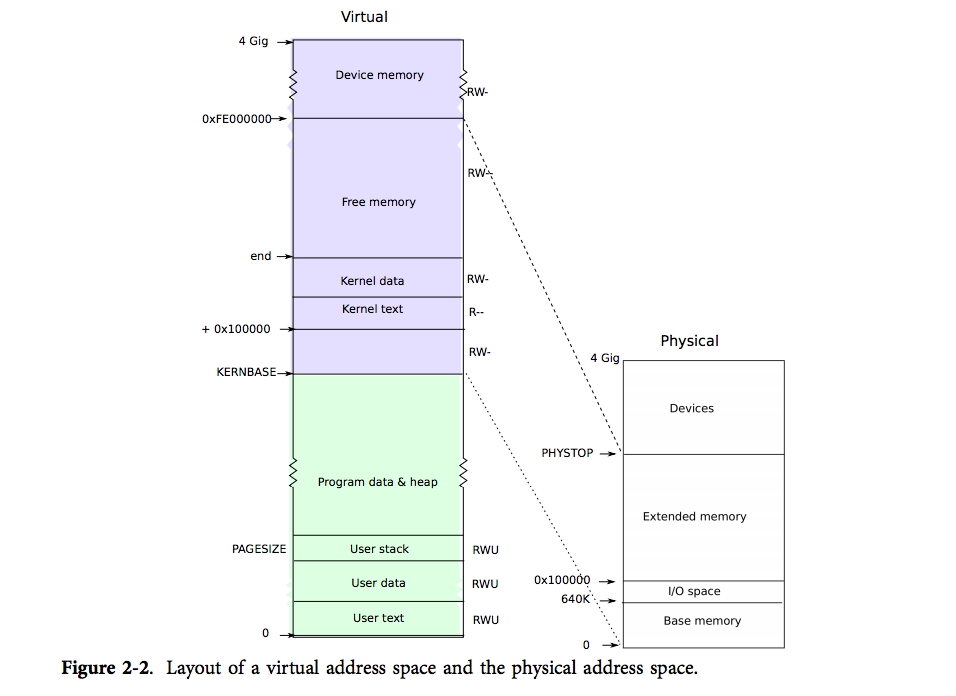 Virtual
4 Gig
Device memory
RW-
0xFE000000
RW-
Free memory
end
Kernel data
RW-
Kernel text
R--
+ 0x100000
RW-
KERNBASE
Physical
4 Gig
Devices
PHYSTOP
Program data & heap
Extended memory
PAGESIZE
User stack
RWU
User data
RWU
0x100000
I/O space
640K
User text
RWU
Base memory
0
0
Figure 2-2. Layout of a virtual address space and the physical address space.